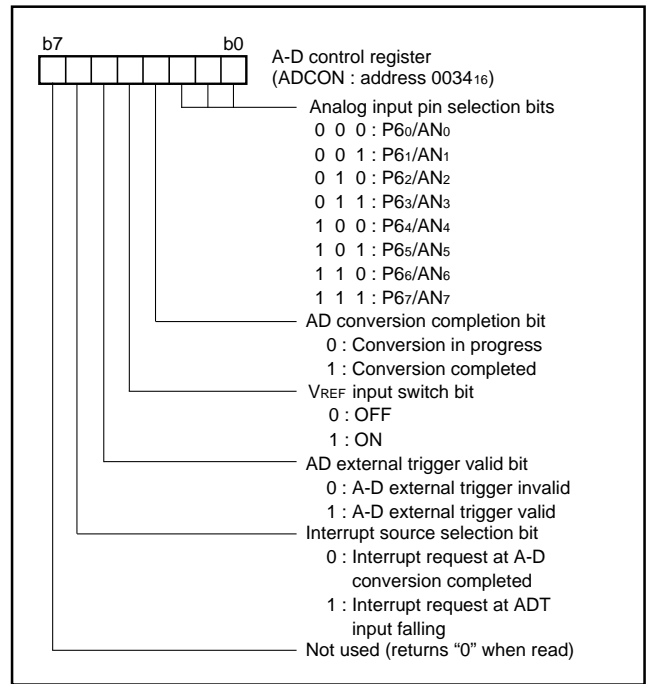 b7 b0
A-D control register
(ADCON : address 0034₁₆)
Analog input pin selection bits
0 0 0 : P6₀/AN₀
0 0 1 : P6₁/AN₁
0 1 0 : P6₂/AN₂
0 1 1 : P6₃/AN₃
1 0 0 : P6₄/AN₄
1 0 1 : P6₅/AN₅
1 1 0 : P6₆/AN₆
1 1 1 : P6₇/AN₇
AD conversion completion bit
0 : Conversion in progress
1 : Conversion completed
VREF input switch bit
0 : OFF
1 : ON
AD external trigger valid bit
0 : A-D external trigger invalid
1 : A-D external trigger valid
Interrupt source selection bit
0 : Interrupt request at A-D
conversion completed
1 : Interrupt request at ADT
input falling
Not used (returns “0” when read)